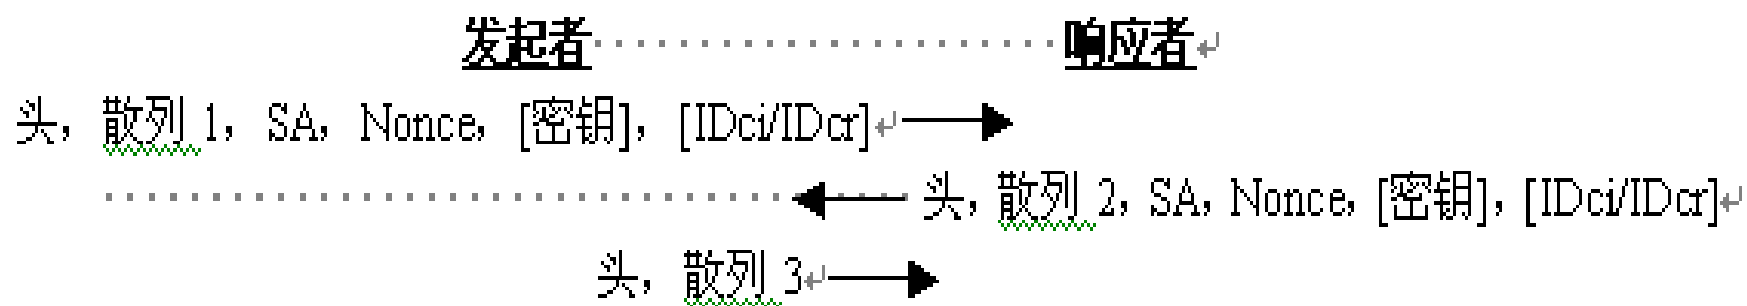 发起者 响应者
头，散列 1，SA，Nonce，[密钥]，[IDci/IDcr]
头，散列 2，SA，Nonce，[密钥]，[IDci/IDcr]
头，散列 3